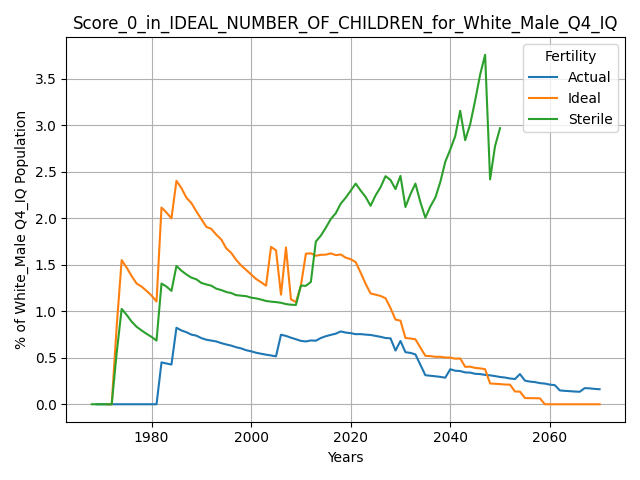 Score_0_in_IDEAL_NUMBER_OF_CHILDREN_for_White_Male_Q4_IQ
Fertility
Actual
Ideal
Sterile
3.5
3.0
2.5
2.0
1.5
1.0
0.5
0.0
% of White_Male Q4_IQ Population
1980 2000 2020 2040 2060
Years